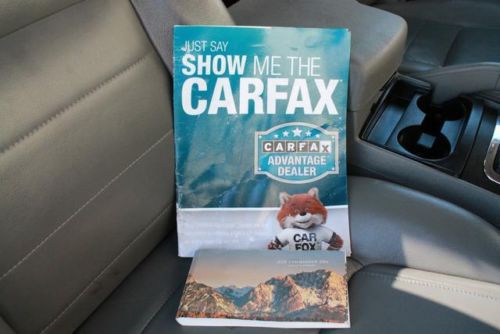 JUST SAY
SHOW ME THE
CARFAX
CARFAX
ADVANTAGE
DEALER
CAR
FOX